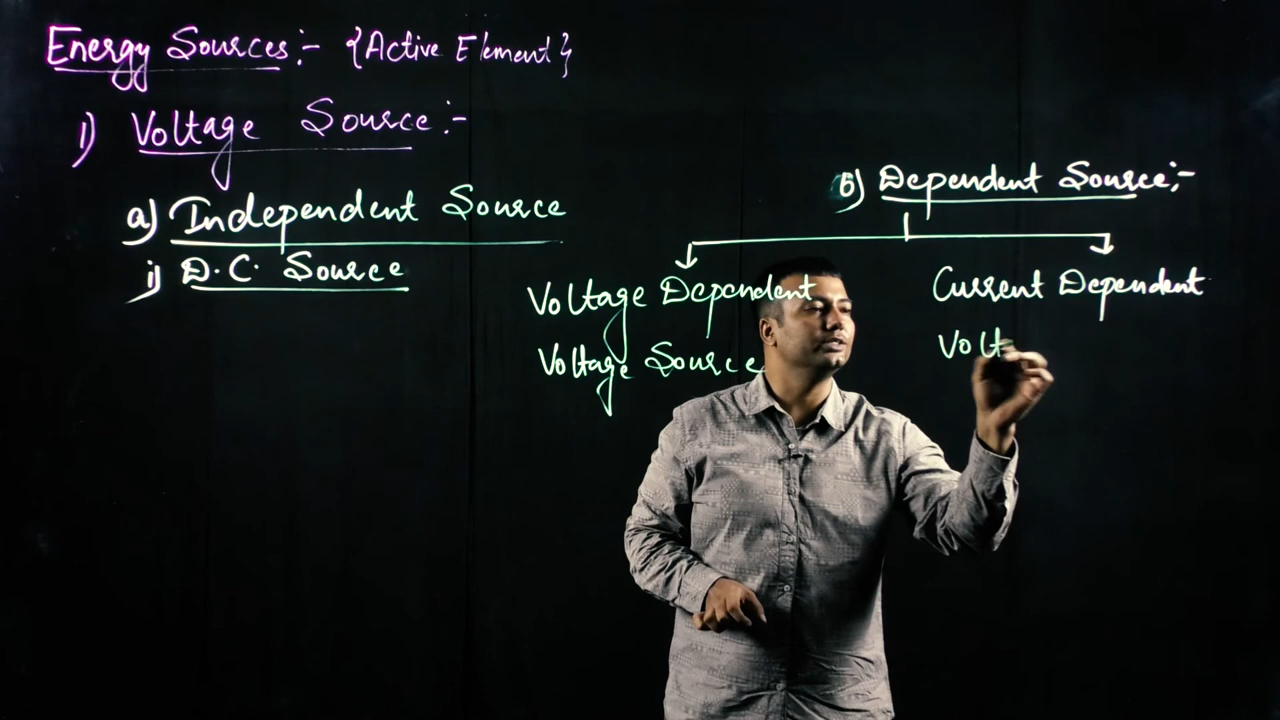 Energy Sources:- {Active Element}
1) Voltage Source:-
a) Independent Source
i) D.C. Source
b) Dependent Source:-
Voltage Dependent
Voltage Source
Current Dependent
Volt